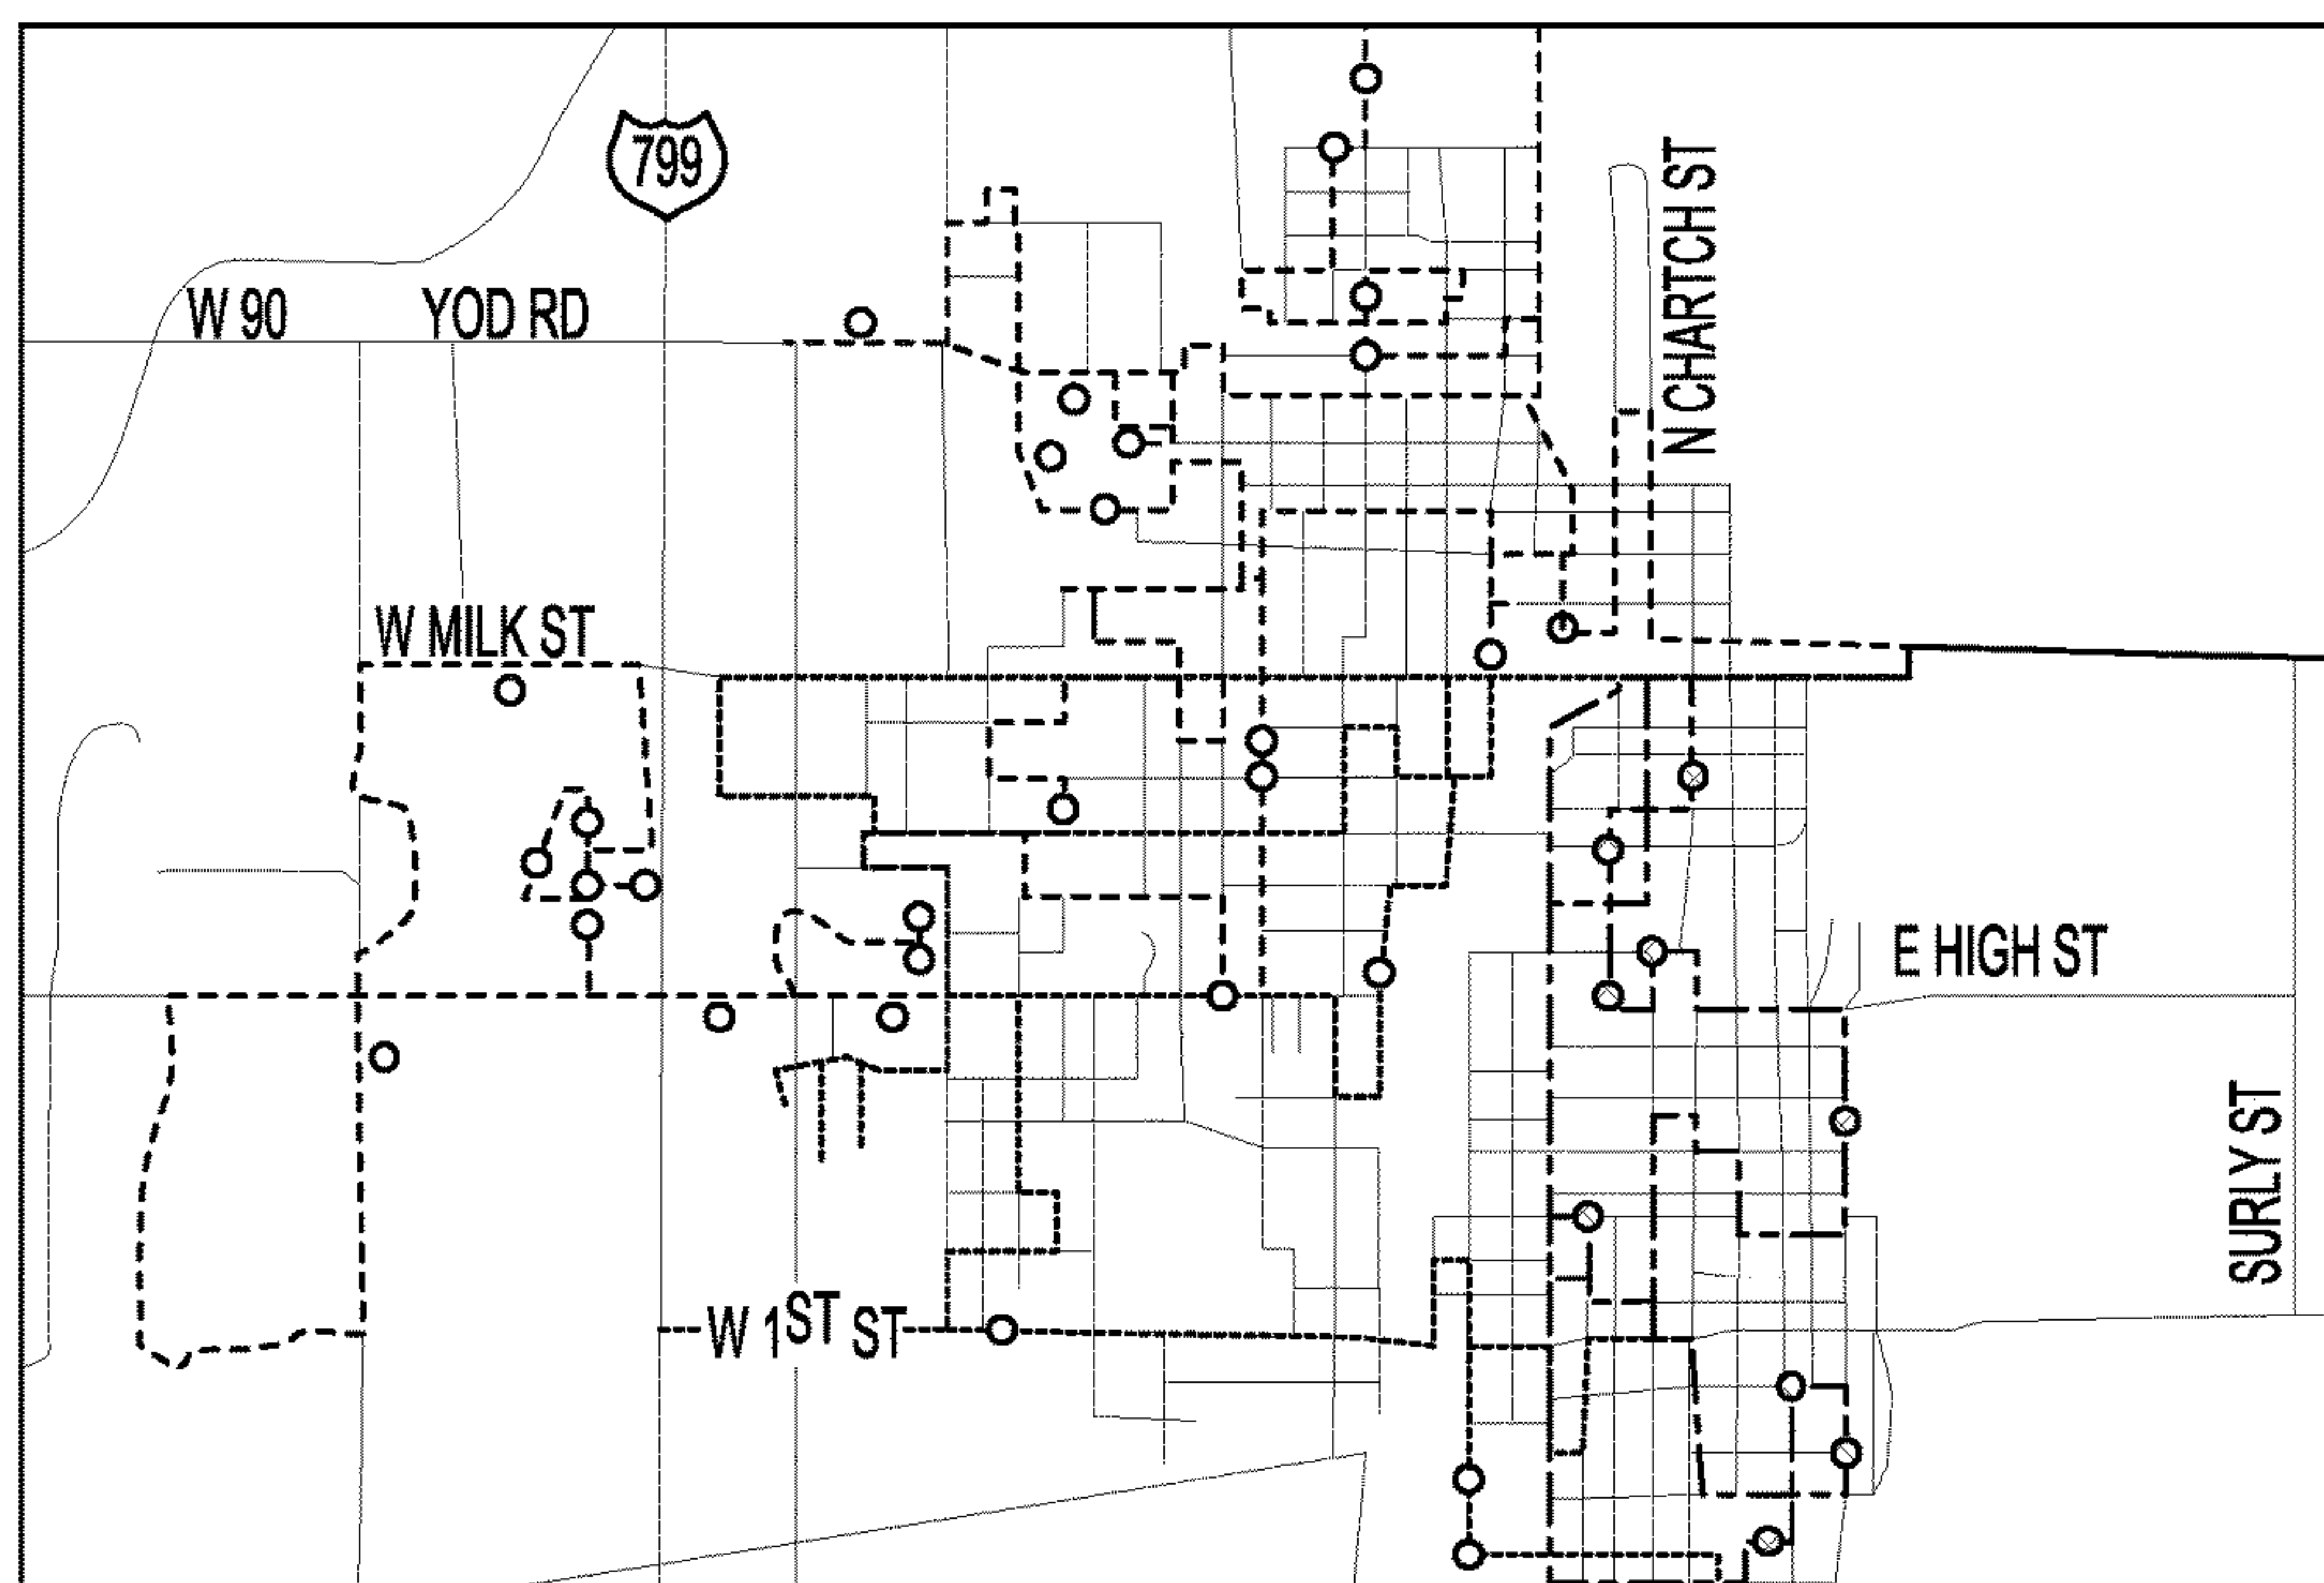 799
N CHARTCH ST
W 90 YOD RD
W MILK ST
E HIGH ST
SURLY ST
W 1ST ST